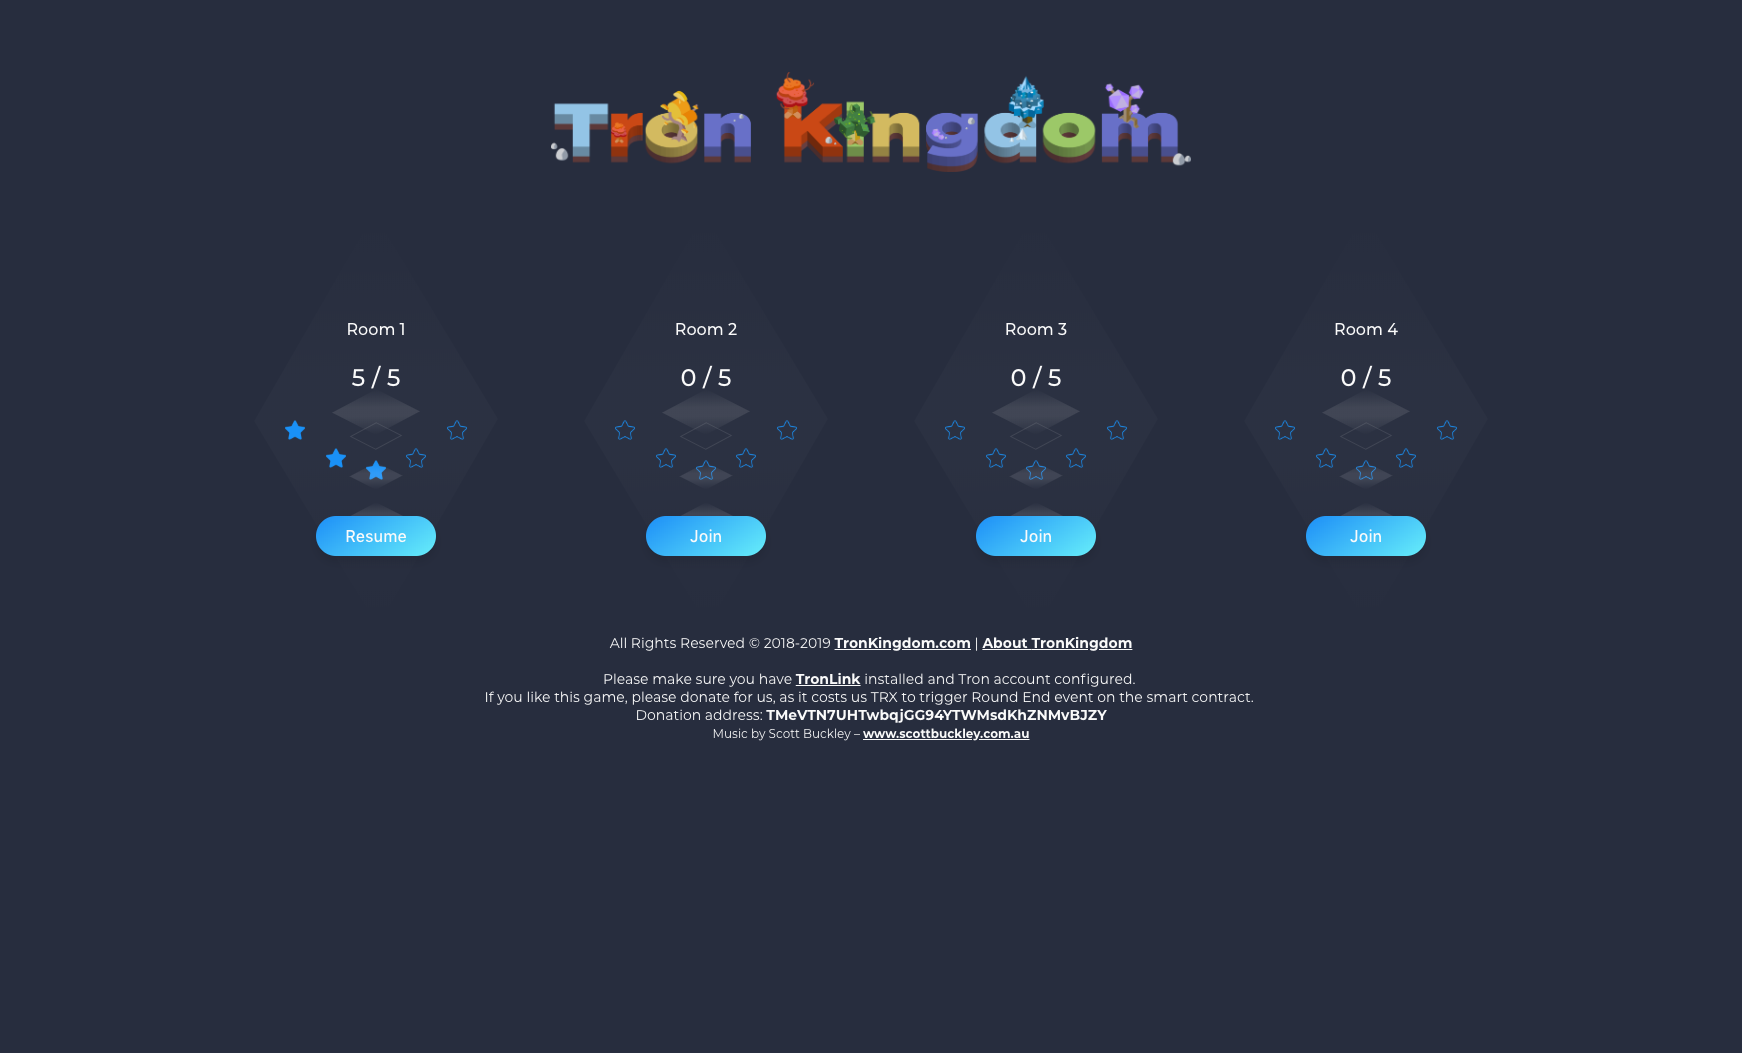 Tron Kingdom
Room 1
Room 2
Room 3
Room 4
5 / 5
0 / 5
0 / 5
0 / 5
Resume
Join
Join
Join
All Rights Reserved © 2018-2019 TronKingdom.com | About TronKingdom
Please make sure you have TronLink installed and Tron account configured.
If you like this game, please donate for us, as it costs us TRX to trigger Round End event on the smart contract.
Donation address: TMeVTN7UHTwbqjGG94YTWMsdKhZNMvBJZY
Music by Scott Buckley – www.scottbuckley.com.au